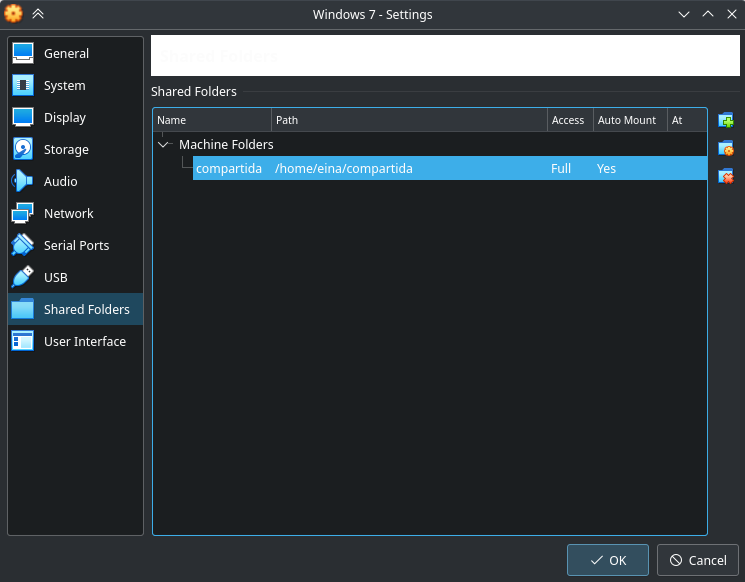 Windows 7 - Settings
General
System
Display
Storage
Audio
Network
Serial Ports
USB
Shared Folders
User Interface
Shared Folders
Shared Folders
Name Path Access Auto Mount At
Machine Folders
compartida /home/eina/compartida Full Yes
OK Cancel